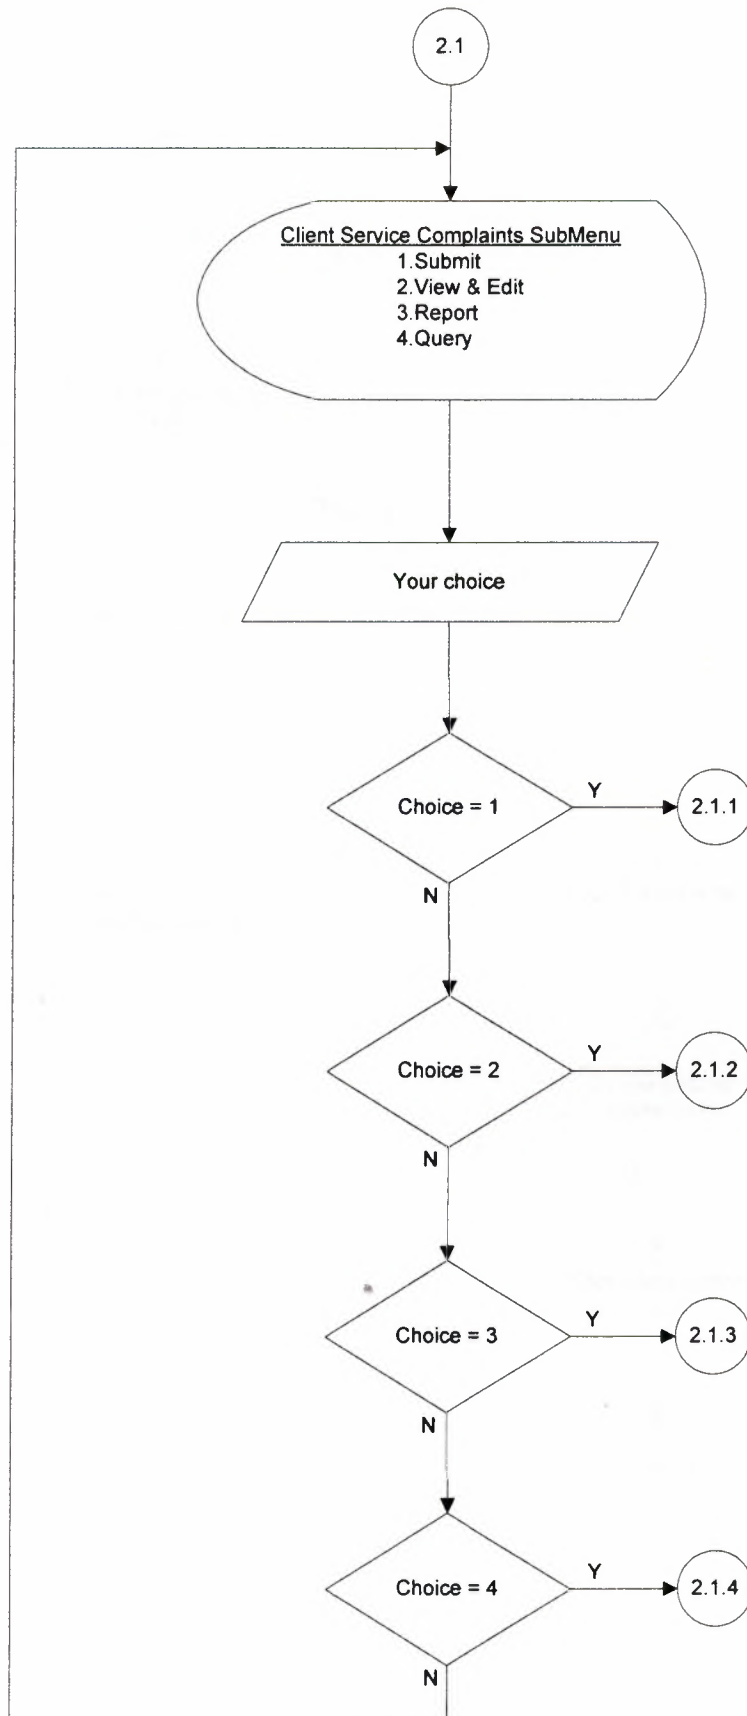 2.1
Client Service Complaints SubMenu
1.Submit
2.View & Edit
3.Report
4.Query
Your choice
Choice = 1
Y
2.1.1
N
Choice = 2
Y
2.1.2
N
Choice = 3
Y
2.1.3
N
Choice = 4
Y
2.1.4
N